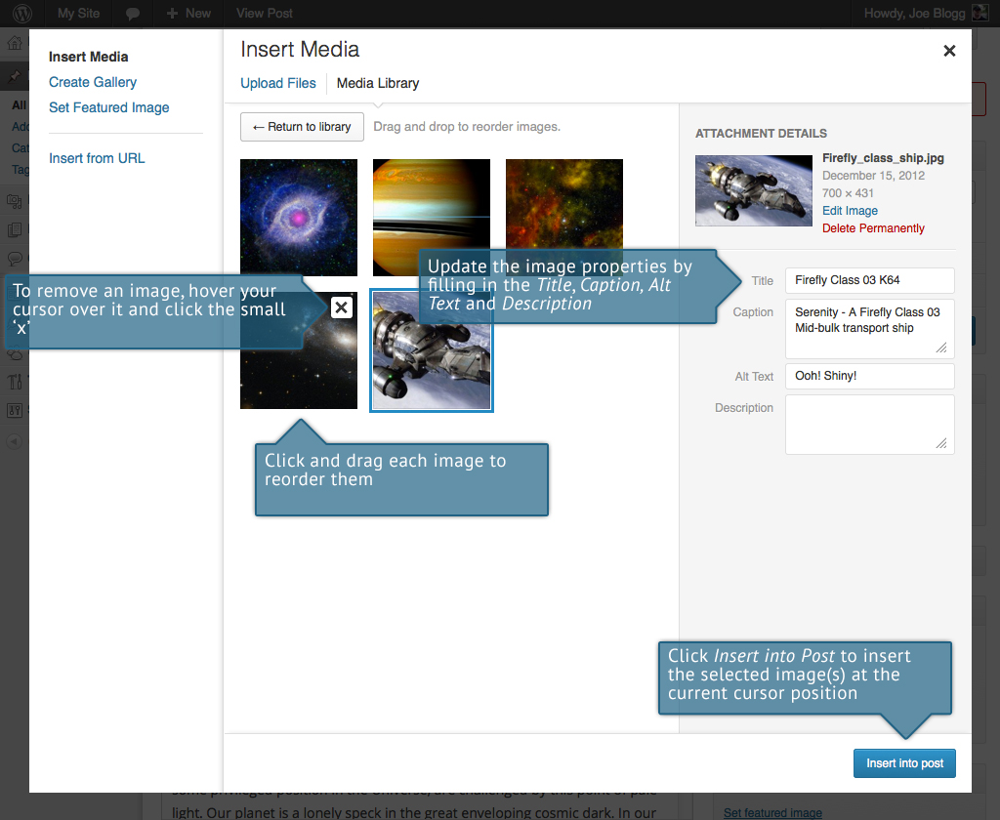 My Site
New
View Post
Howdy, Joe Blogg
Insert Media
Create Gallery
Set Featured Image
Insert from URL
Insert Media
Upload Files
Media Library
← Return to library
Drag and drop to reorder images.
All
To remove an image, hover your
cursor over it and click the small
‘x’
Update the image properties by
filling in the Title, Caption, Alt
Text and Description
Click and drag each image to
reorder them
ATTACHMENT DETAILS
Firefly_class_ship.jpg
December 15, 2012
700 × 431
Edit Image
Delete Permanently
Title
Firefly Class 03 K64
Caption
Serenity - A Firefly Class 03
Mid-bulk transport ship
Alt Text
Ooh! Shiny!
Description
Click Insert into Post to insert
the selected image(s) at the
current cursor position
Insert into post
light. Our planet is a lonely speck in the great enveloping cosmic dark. In our
Set featured image